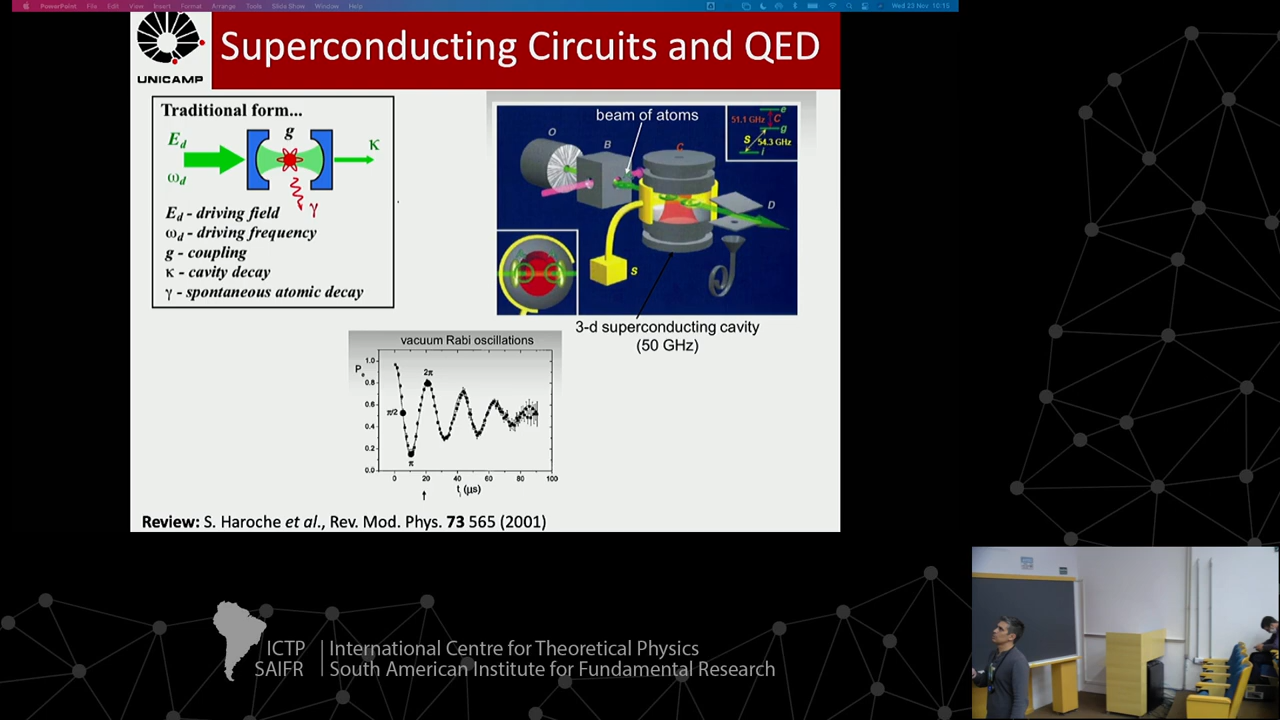 PowerPoint File Edit View Insert Format Arrange Tools Slide Show Window Help
Wed 23 Nov 10:15
UNICAMP
Superconducting Circuits and QED
Traditional form...
E_d
ω_d
g
κ
γ
E_d - driving field
ω_d - driving frequency
g - coupling
κ - cavity decay
γ - spontaneous atomic decay
beam of atoms
O
B
C
D
S
51.1 GHz
C
S
54.3 GHz
e
g
i
3-d superconducting cavity
(50 GHz)
vacuum Rabi oscillations
P_e
1.0
0.8
0.6
0.4
0.2
0.0
π/2
π
2π
0 20 40 60 80 100
t_i (μs)
Review: S. Haroche et al., Rev. Mod. Phys. 73 565 (2001)
ICTP
SAIFR
International Centre for Theoretical Physics
South American Institute for Fundamental Research